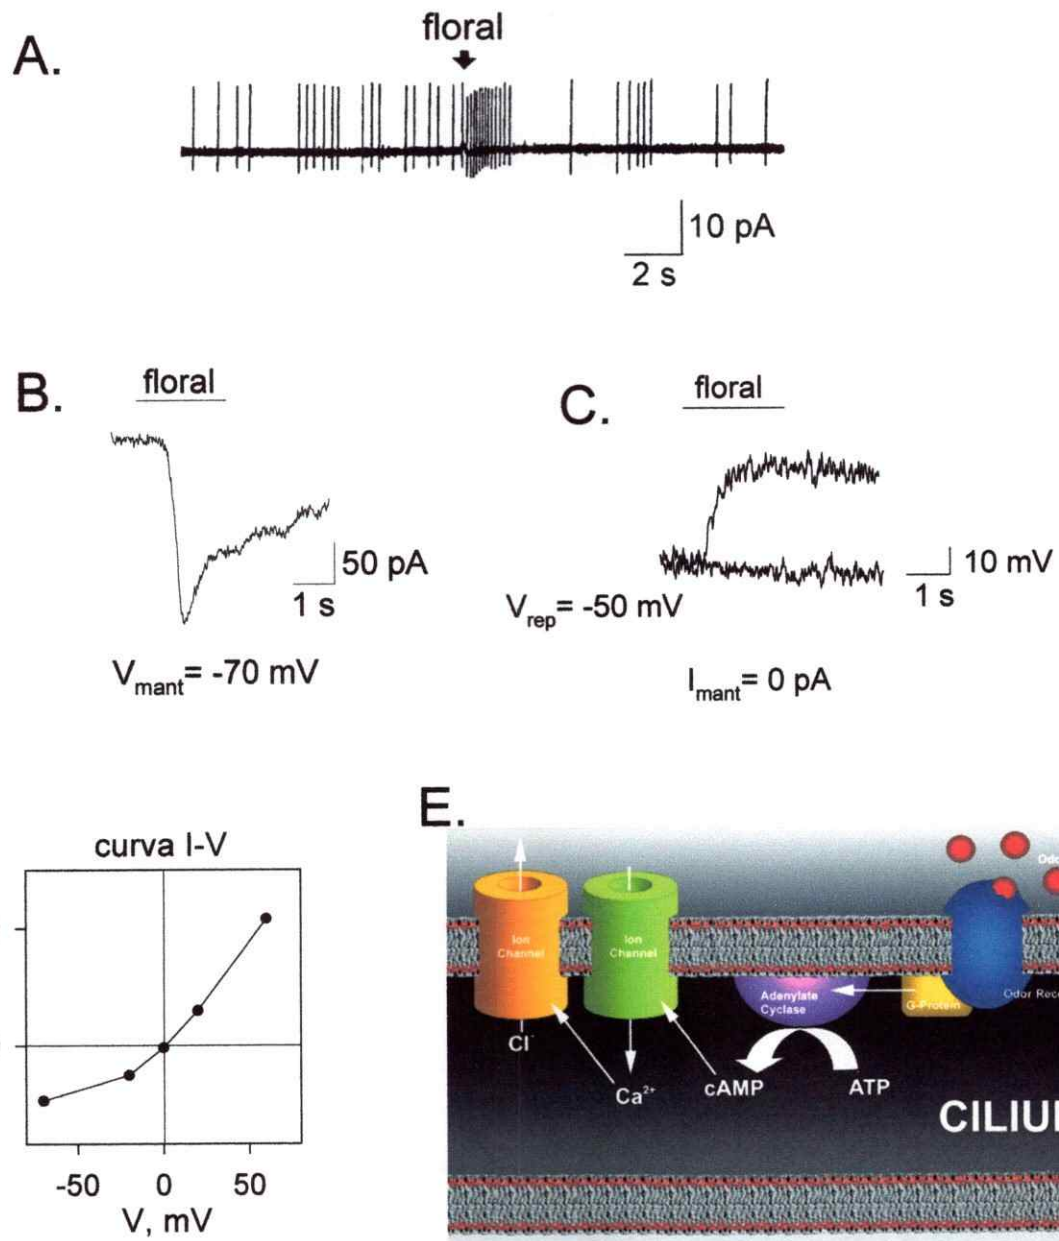 A.
floral
10 pA
2 s
B.
floral
50 pA
1 s
V_mant= -70 mV
C.
floral
10 mV
1 s
V_rep= -50 mV
I_mant= 0 pA
curva I-V
-50 0 50
V, mV
E.
Ion
Channel
Ion
Channel
Adenylate
Cyclase
G-Protein
Odor
Cl-
Ca2+
cAMP
ATP